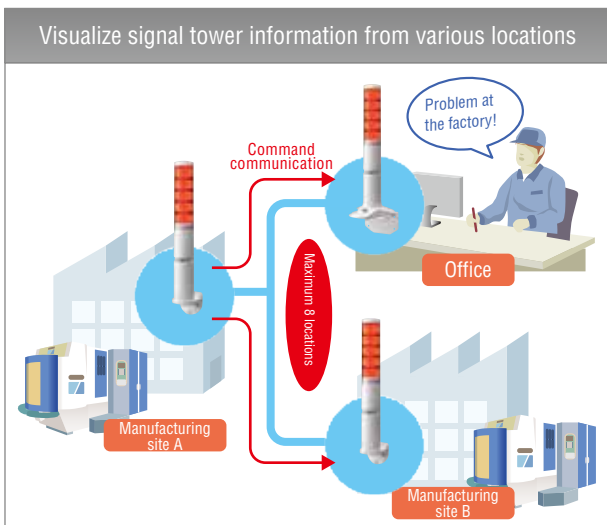 Visualize signal tower information from various locations
Problem at
the factory!
Command
communication
Office
Maximum 8 locations
Manufacturing
site A
Manufacturing
site B